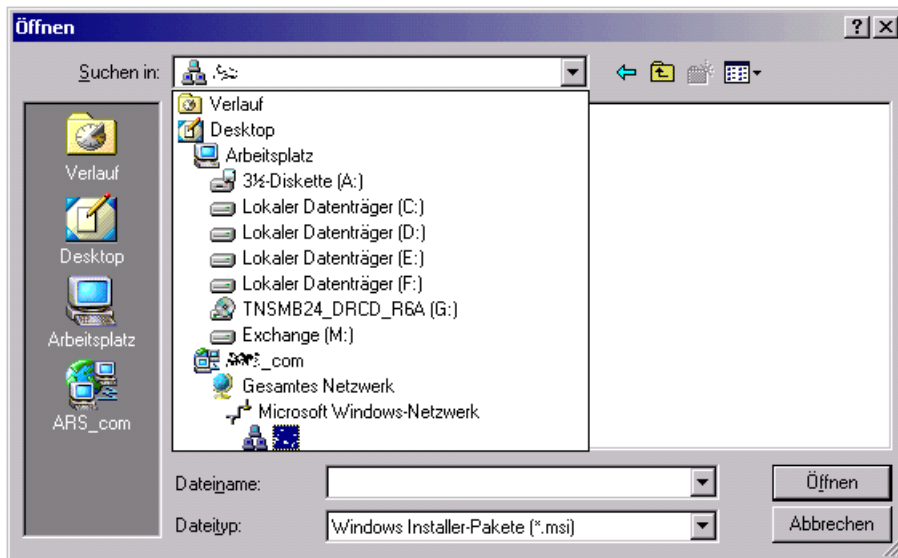 Öffnen
Suchen in:
Verlauf
Desktop
Arbeitsplatz
3½-Diskette (A:)
Lokaler Datenträger (C:)
Lokaler Datenträger (D:)
Lokaler Datenträger (E:)
Lokaler Datenträger (F:)
TNSMB24_DRCD_R6A (G:)
Exchange (M:)
_com
Gesamtes Netzwerk
Microsoft Windows-Netzwerk
Verlauf
Desktop
Arbeitsplatz
ARS_com
Dateiname:
Öffnen
Dateityp: Windows Installer-Pakete (*.msi)
Abbrechen